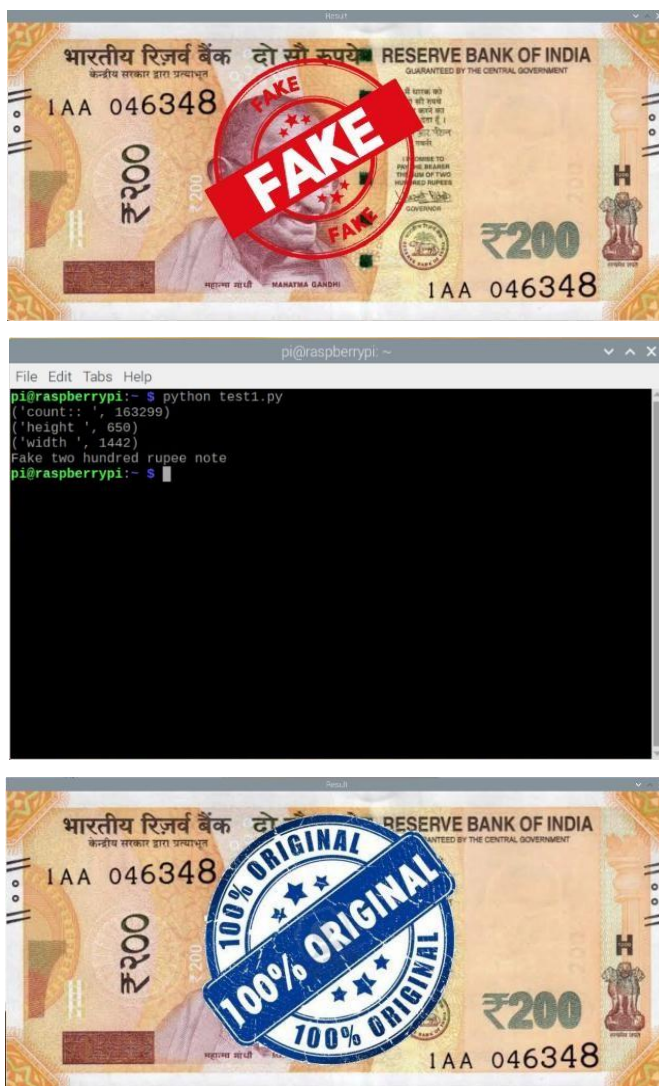 Result
भारतीय रिज़र्व बैंक दो सौ रुपये RESERVE BANK OF INDIA
केन्द्रीय सरकार द्वारा प्रत्याभूत GUARANTEED BY THE CENTRAL GOVERNMENT
1AA 046348
FAKE
FAKE
FAKE
₹200
₹200
I PROMISE TO
PAY THE BEARER
THE SUM OF TWO
HUNDRED RUPEES
GOVERNOR
₹200
महात्मा गांधी MAHATMA GANDHI
1AA 046348
pi@raspberrypi: ~
File Edit Tabs Help
pi@raspberrypi:~ $ python test1.py
('count:: ', 163299)
('height ', 650)
('width ', 1442)
Fake two hundred rupee note
pi@raspberrypi:~ $
Result
भारतीय रिज़र्व बैंक RESERVE BANK OF INDIA
केन्द्रीय सरकार द्वारा प्रत्याभूत BY THE CENTRAL GOVERNMENT
1AA 046348
100% ORIGINAL
100% ORIGINAL
100% ORIGINAL
₹200
₹200
1AA 046348